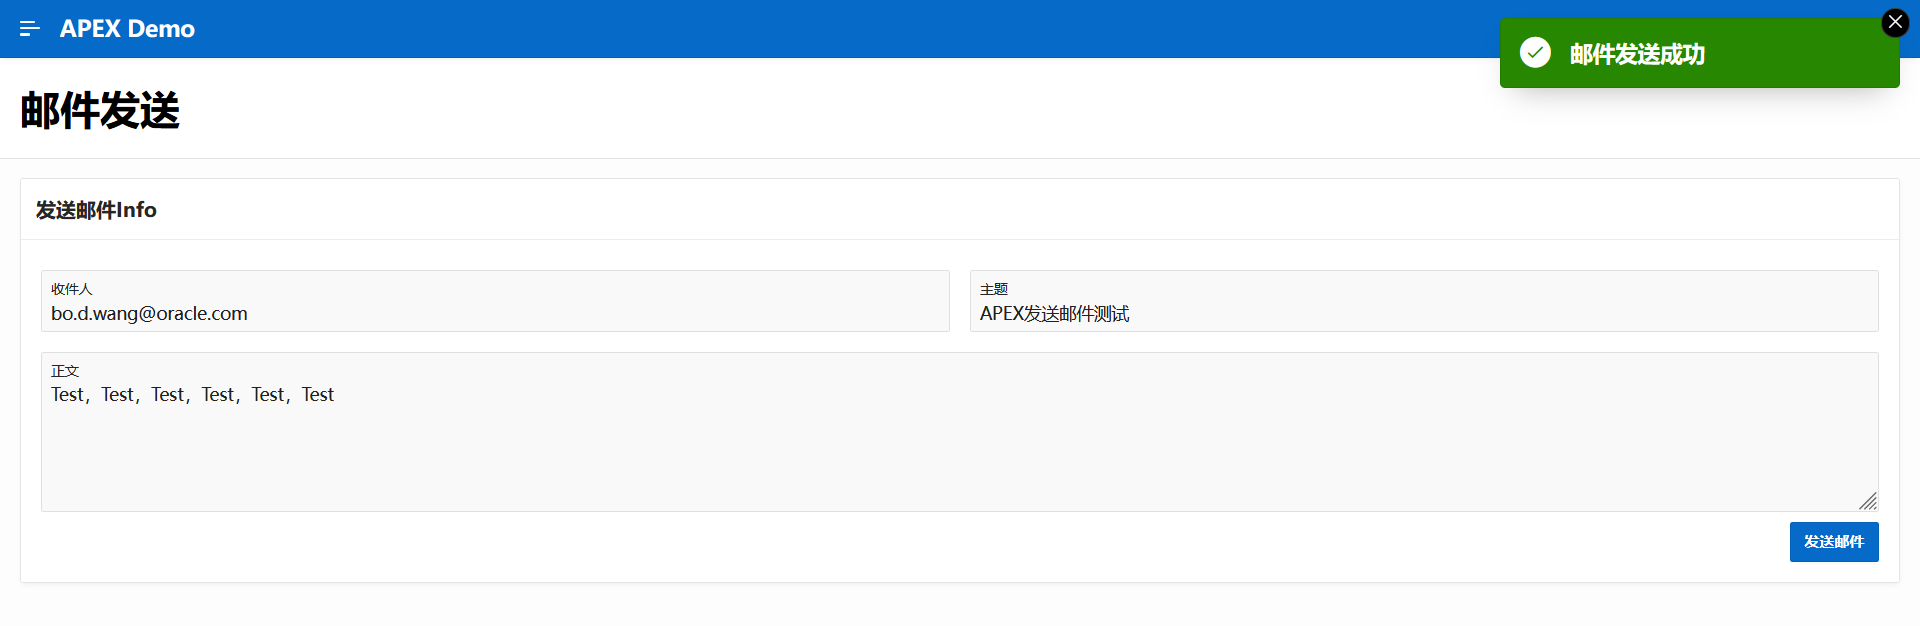 APEX Demo
邮件发送成功
邮件发送
发送邮件Info
收件人
bo.d.wang@oracle.com
主题
APEX发送邮件测试
正文
Test，Test，Test，Test，Test，Test
发送邮件